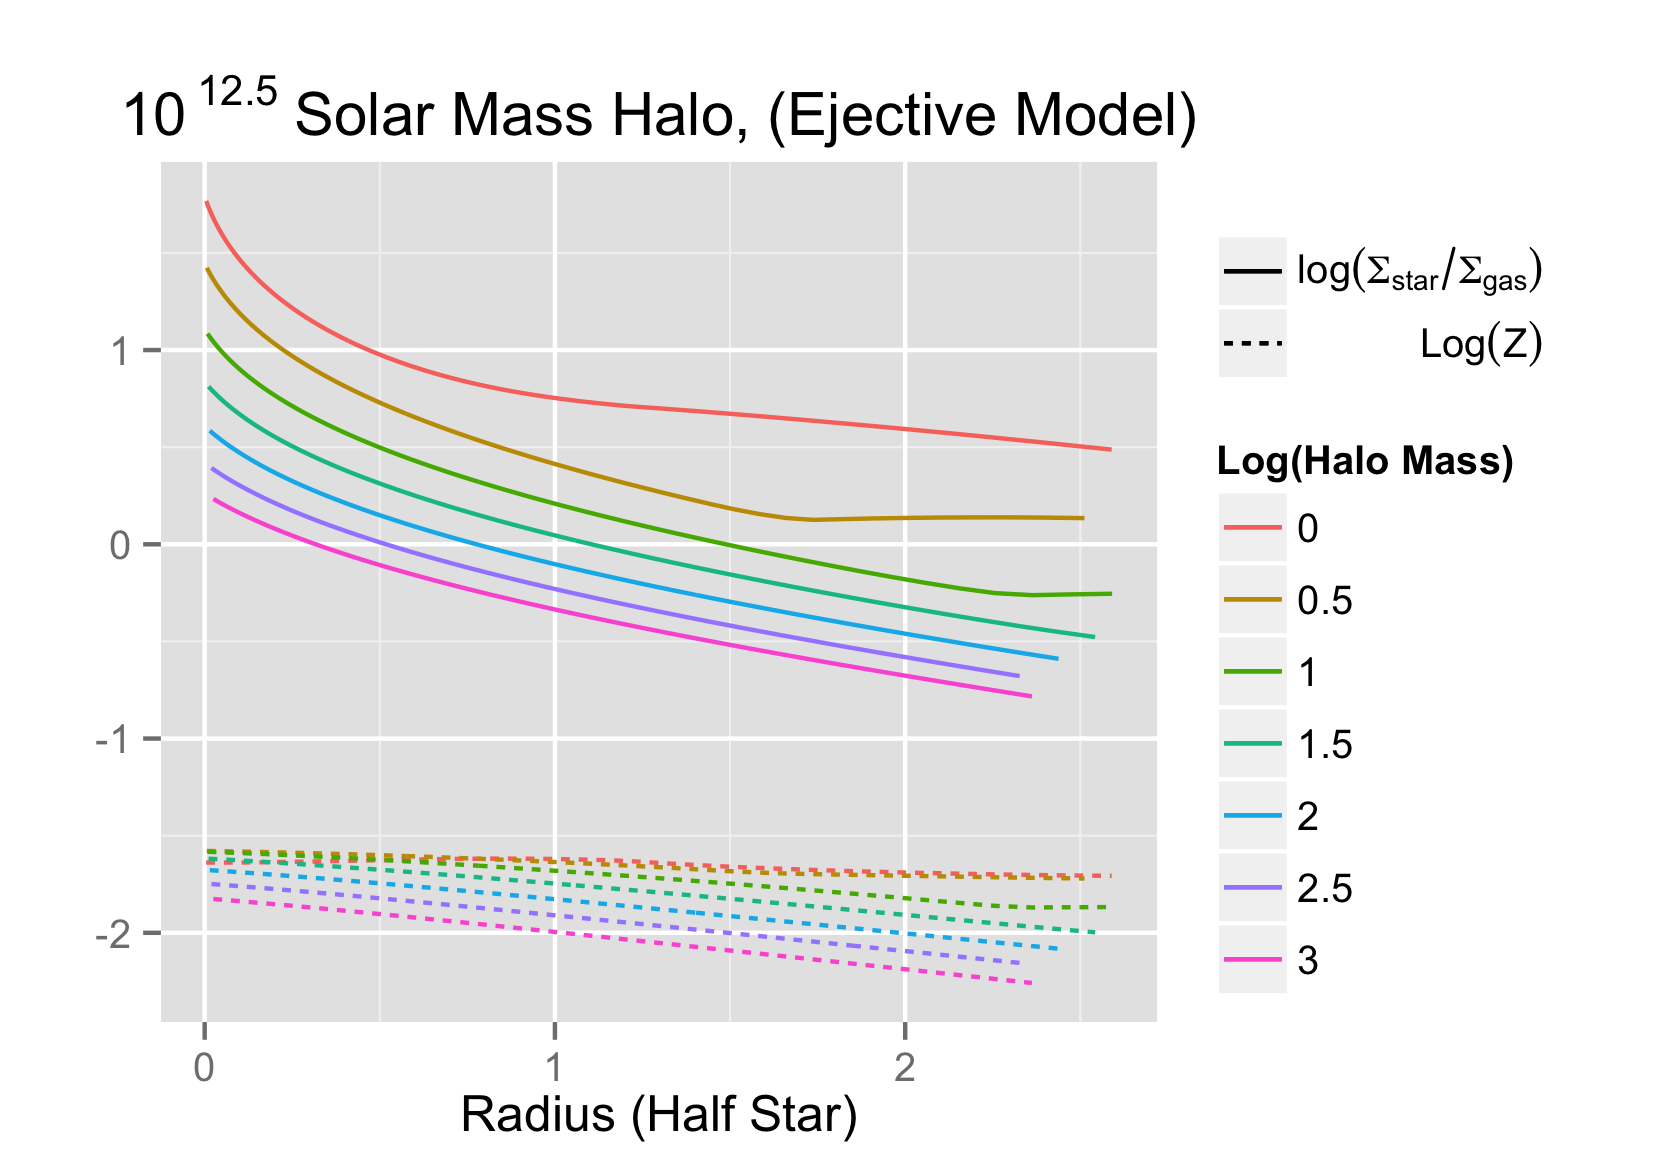 10^12.5 Solar Mass Halo, (Ejective Model)
1
0
-1
-2
0 1 2
Radius (Half Star)
log(Σstar/Σgas)
Log(Z)
Log(Halo Mass)
0
0.5
1
1.5
2
2.5
3